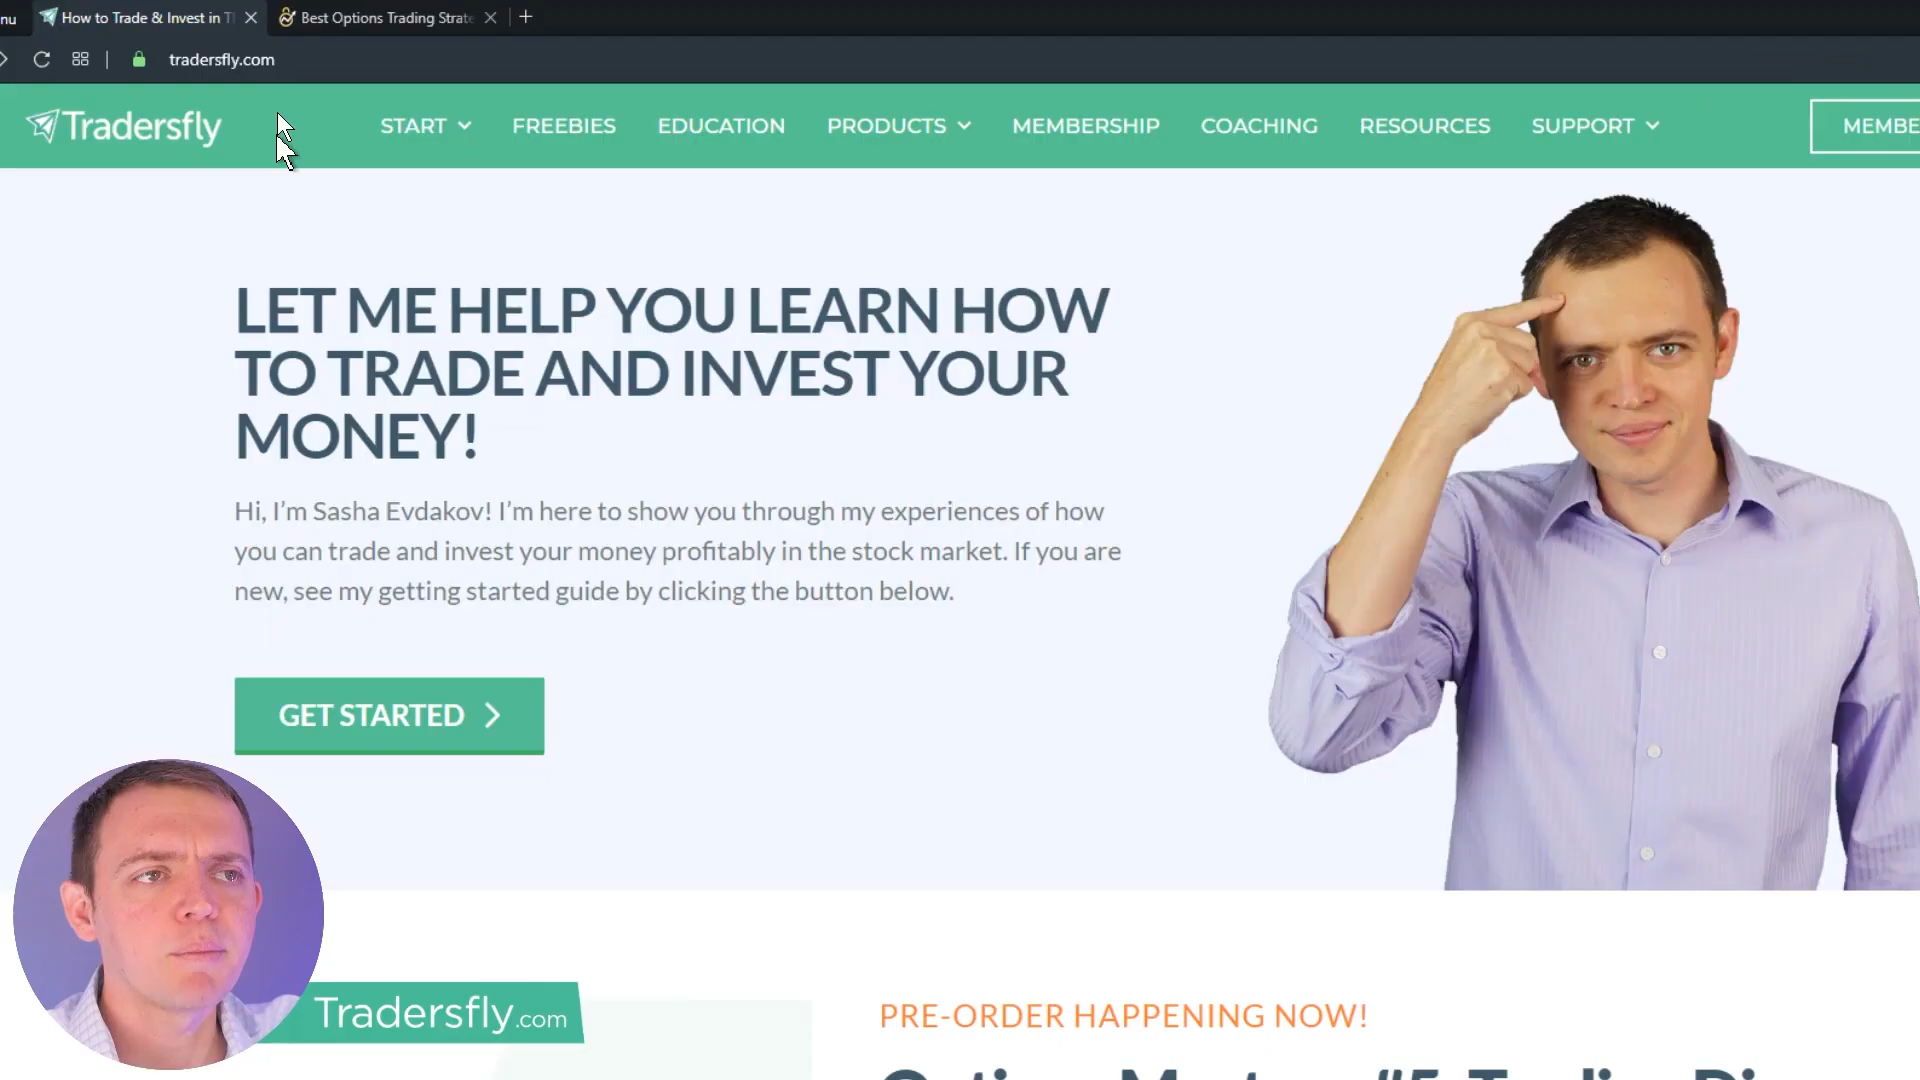 nu
How to Trade & Invest in T
Best Options Trading Strate
tradersfly.com
Tradersfly
START
FREEBIES
EDUCATION
PRODUCTS
MEMBERSHIP
COACHING
RESOURCES
SUPPORT
MEMBE
LET ME HELP YOU LEARN HOW
TO TRADE AND INVEST YOUR
MONEY!
Hi, I’m Sasha Evdakov! I’m here to show you through my experiences of how
you can trade and invest your money profitably in the stock market. If you are
new, see my getting started guide by clicking the button below.
GET STARTED
Tradersfly.com
PRE-ORDER HAPPENING NOW!